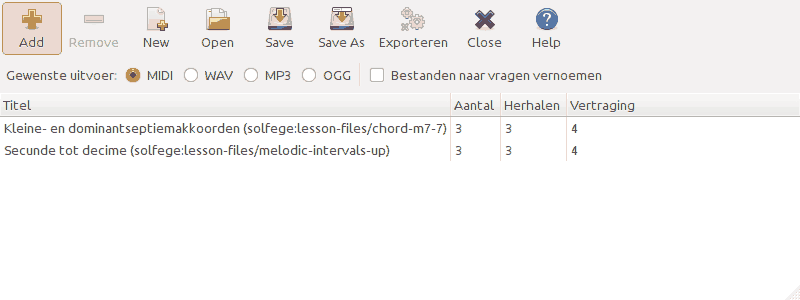 Add Remove New Open Save Save As Exporteren Close Help
Gewenste uitvoer: MIDI WAV MP3 OGG Bestanden naar vragen vernoemen
Titel Aantal Herhalen Vertraging
Kleine- en dominantseptiemakkoorden (solfege:lesson-files/chord-m7-7) 3 3 4
Secunde tot decime (solfege:lesson-files/melodic-intervals-up) 3 3 4